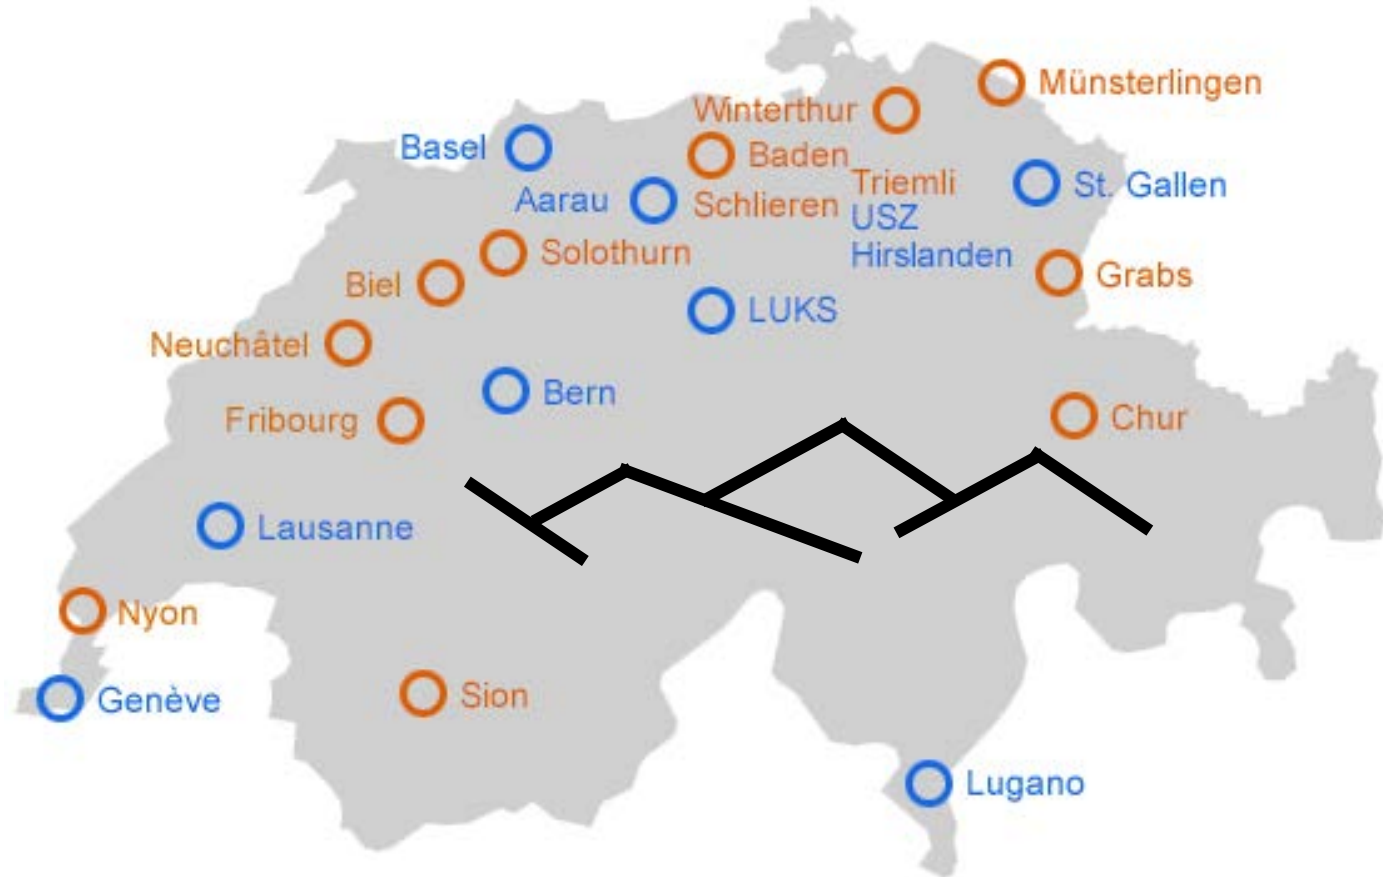 Münsterlingen
Winterthur
Basel
Baden
Triemli
St. Gallen
Aarau
Schlieren
USZ
Hirslanden
Solothurn
Grabs
Biel
LUKS
Neuchâtel
Bern
Fribourg
Chur
Lausanne
Nyon
Sion
Genève
Lugano